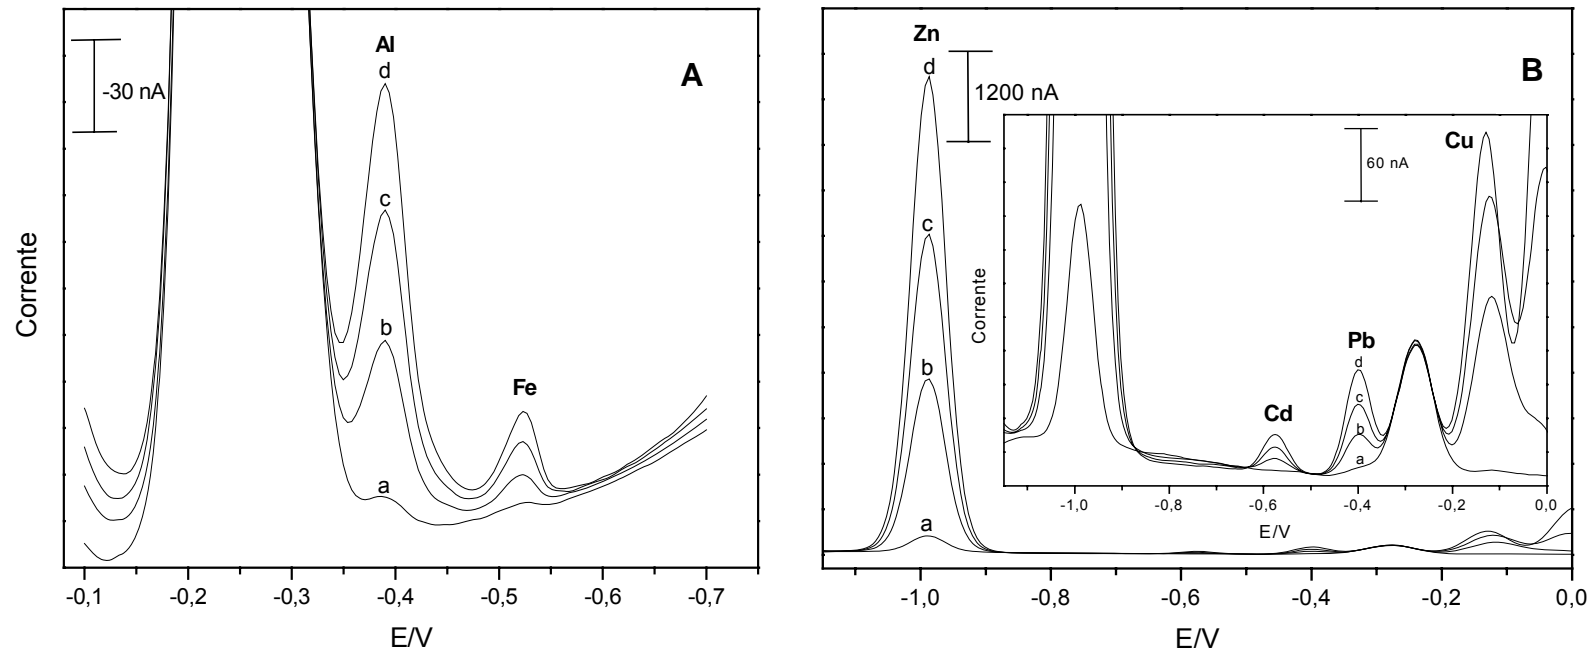 A
-30 nA
Al
d
c
b
a
Fe
Corrente
-0,1 -0,2 -0,3 -0,4 -0,5 -0,6 -0,7
E/V
B
Zn
d
1200 nA
c
b
a
60 nA
Cu
Pb
d
c
b
a
Cd
Corrente
-1,0 -0,8 -0,6 -0,4 -0,2 0,0
E/V
-1,0 -0,8 -0,6 -0,4 -0,2 0,0
E/V